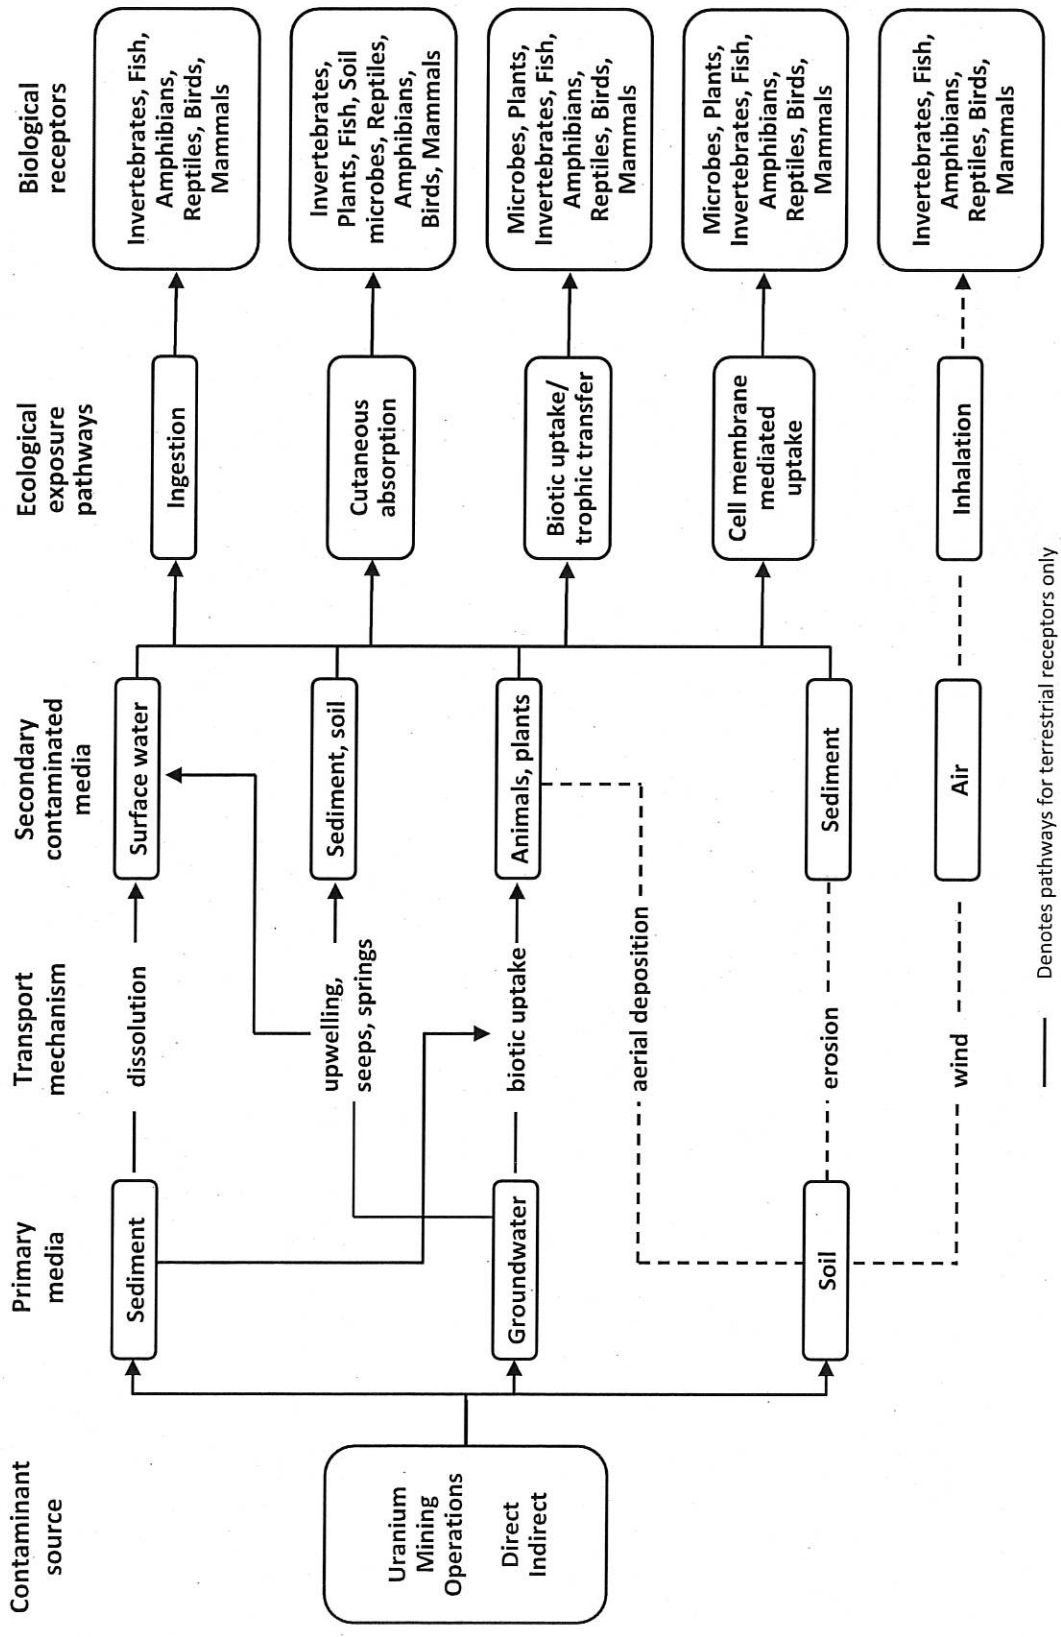 Contaminant
source
Primary
media
Transport
mechanism
Secondary
contaminated
media
Ecological
exposure
pathways
Biological
receptors
Uranium
Mining
Operations
Direct
Indirect
Sediment
Groundwater
Soil
dissolution
upwelling,
seeps, springs
biotic uptake
aerial deposition
erosion
wind
Surface water
Sediment, soil
Animals, plants
Sediment
Air
Ingestion
Cutaneous
absorption
Biotic uptake/
trophic transfer
Cell membrane
mediated
uptake
Inhalation
Invertebrates, Fish,
Amphibians,
Reptiles, Birds,
Mammals
Invertebrates,
Plants, Fish, Soil
microbes, Reptiles,
Amphibians,
Birds, Mammals
Microbes, Plants,
Invertebrates, Fish,
Amphibians,
Reptiles, Birds,
Mammals
Microbes, Plants,
Invertebrates, Fish,
Amphibians,
Reptiles, Birds,
Mammals
Invertebrates, Fish,
Amphibians,
Reptiles, Birds,
Mammals
Denotes pathways for terrestrial receptors only